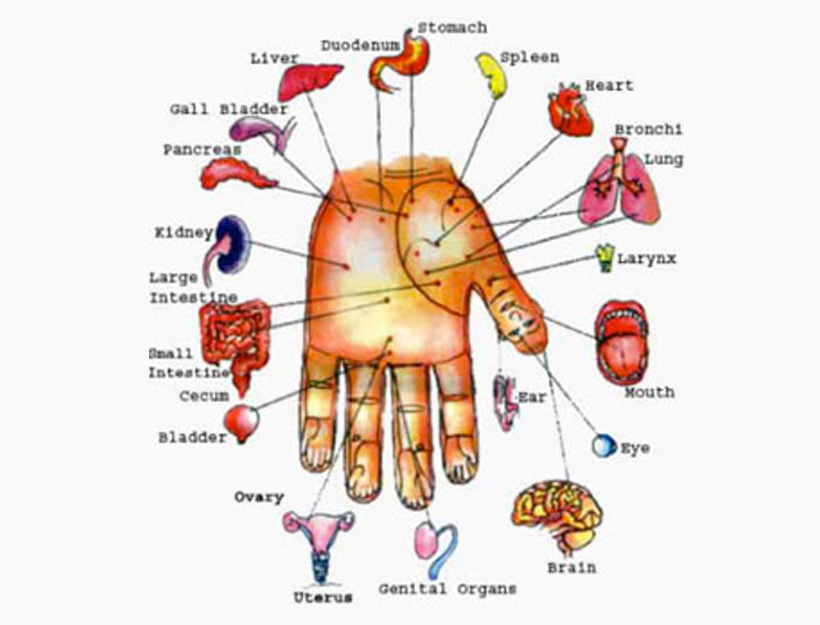 Stomach
Duodenum
Liver
Spleen
Heart
Gall Bladder
Bronchi
Pancreas
Lung
Kidney
Larynx
Large
Intestine
Small
Intestine
Mouth
Cecum
Ear
Bladder
Eye
Ovary
Brain
Genital Organs
Uterus